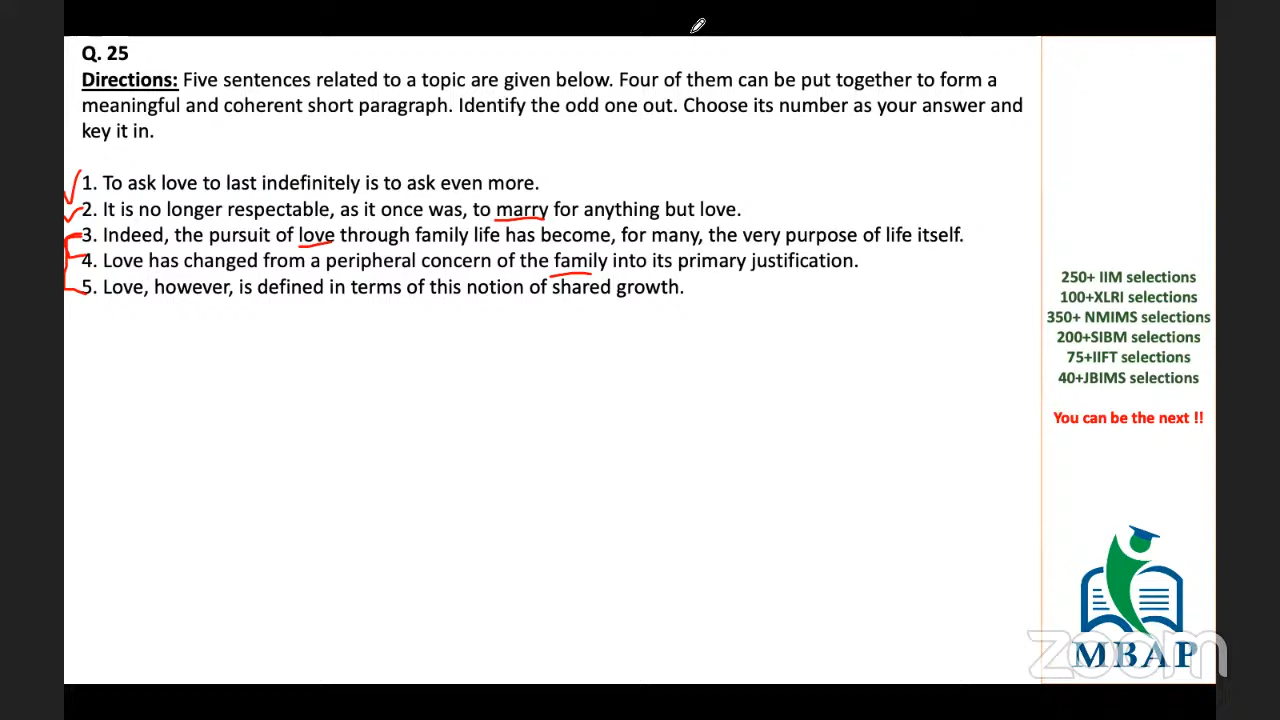 Q. 25
Directions: Five sentences related to a topic are given below. Four of them can be put together to form a
meaningful and coherent short paragraph. Identify the odd one out. Choose its number as your answer and
key it in.
1. To ask love to last indefinitely is to ask even more.
2. It is no longer respectable, as it once was, to marry for anything but love.
3. Indeed, the pursuit of love through family life has become, for many, the very purpose of life itself.
4. Love has changed from a peripheral concern of the family into its primary justification.
5. Love, however, is defined in terms of this notion of shared growth.
250+ IIM selections
100+XLRI selections
350+ NMIMS selections
200+SIBM selections
75+IIFT selections
40+JBIMS selections
You can be the next !!
zoom
MBAP